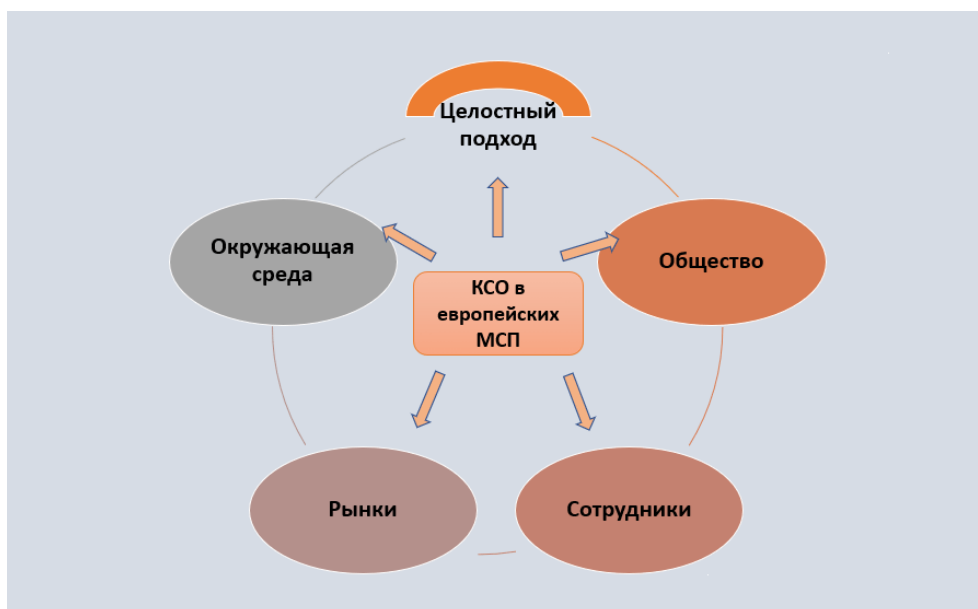 Целостный
подход
Окружающая
среда
Общество
КСО в
европейских
МСП
Рынки
Сотрудники